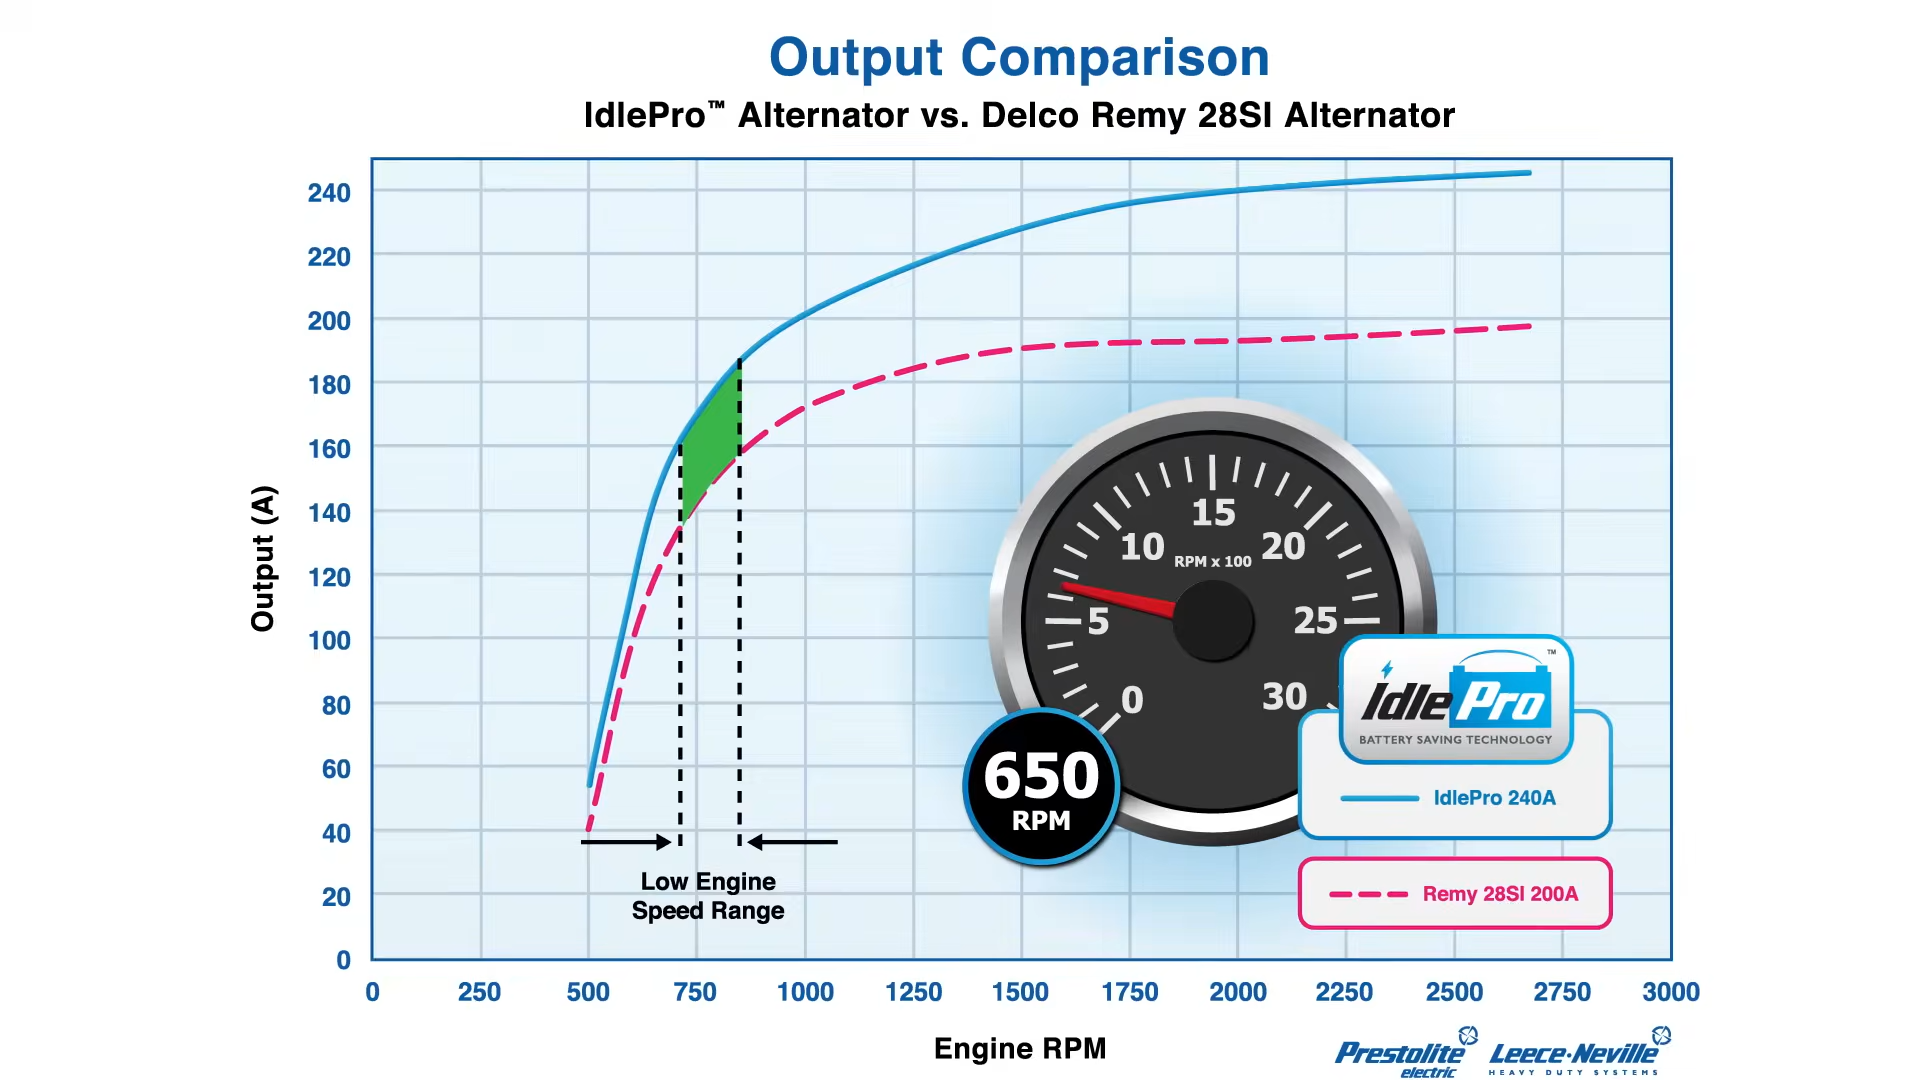 Output Comparison
IdlePro™ Alternator vs. Delco Remy 28SI Alternator
Output (A)
240
220
200
180
160
140
120
100
80
60
40
20
0
0 250 500 750 1000 1250 1500 1750 2000 2250 2500 2750 3000
Engine RPM
Low Engine
Speed Range
15
10 20
RPM x 100
5 25
0 30
650
RPM
IdlePro™
BATTERY SAVING TECHNOLOGY
IdlePro 240A
Remy 28SI 200A
Prestolite
electric
Leece-Neville
HEAVY DUTY SYSTEMS